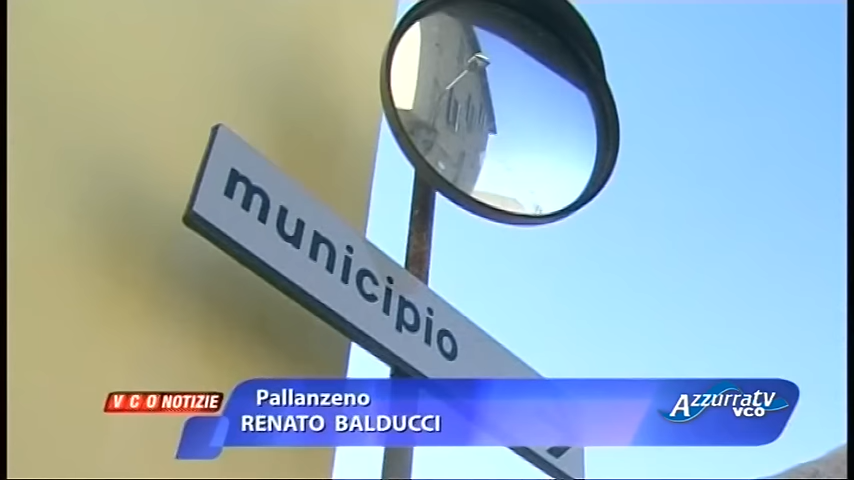 municipio
VCO NOTIZIE
Pallanzeno
RENATO BALDUCCI
Azzurratv
vco